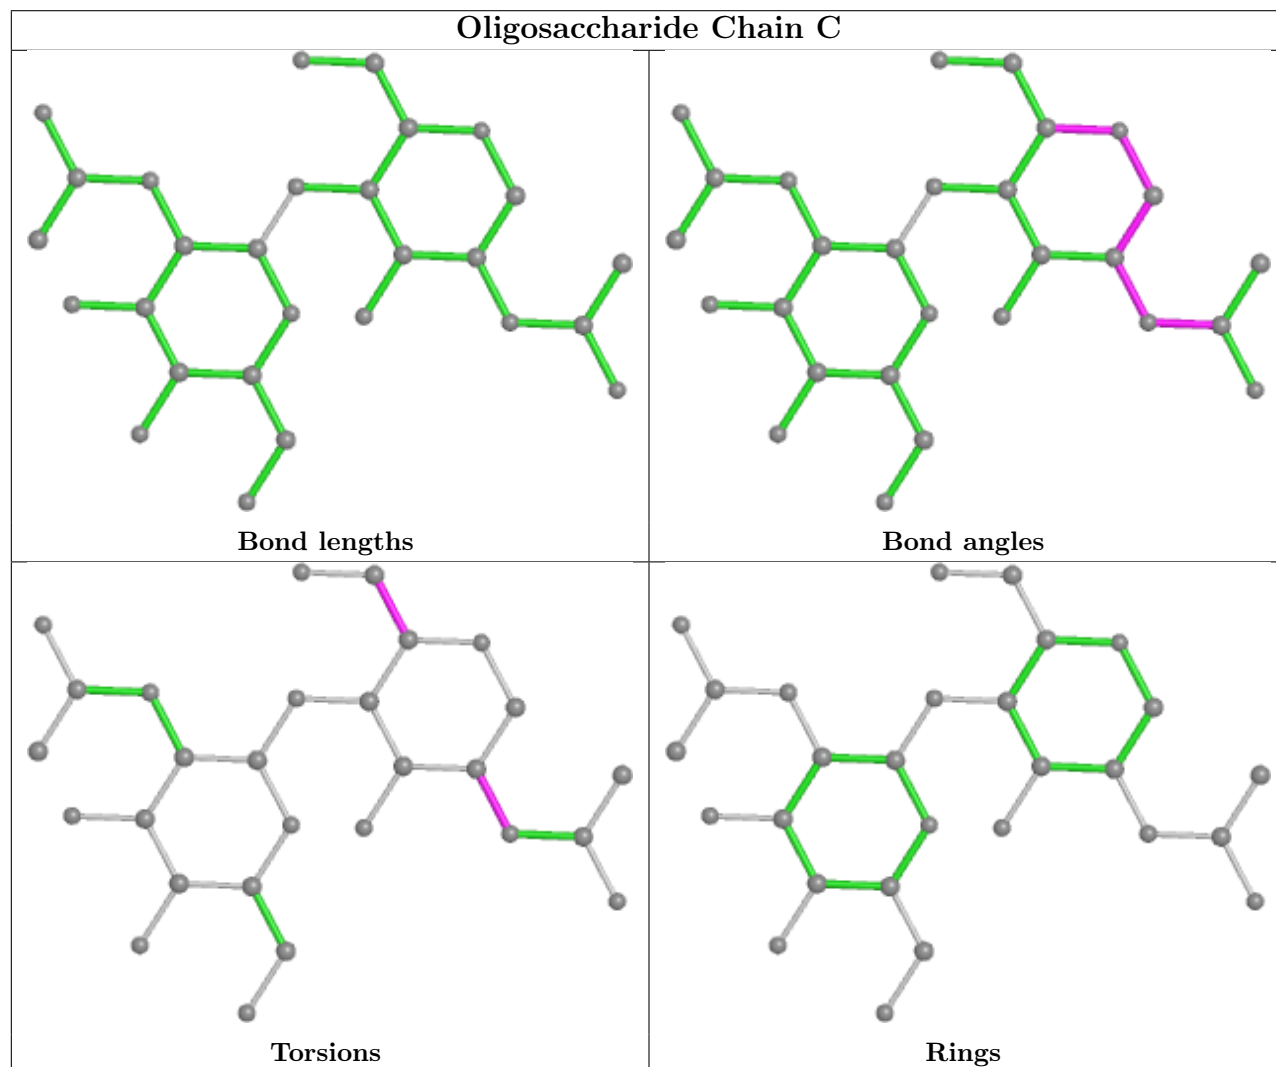 Oligosaccharide Chain C
Bond lengths
Bond angles
Torsions
Rings